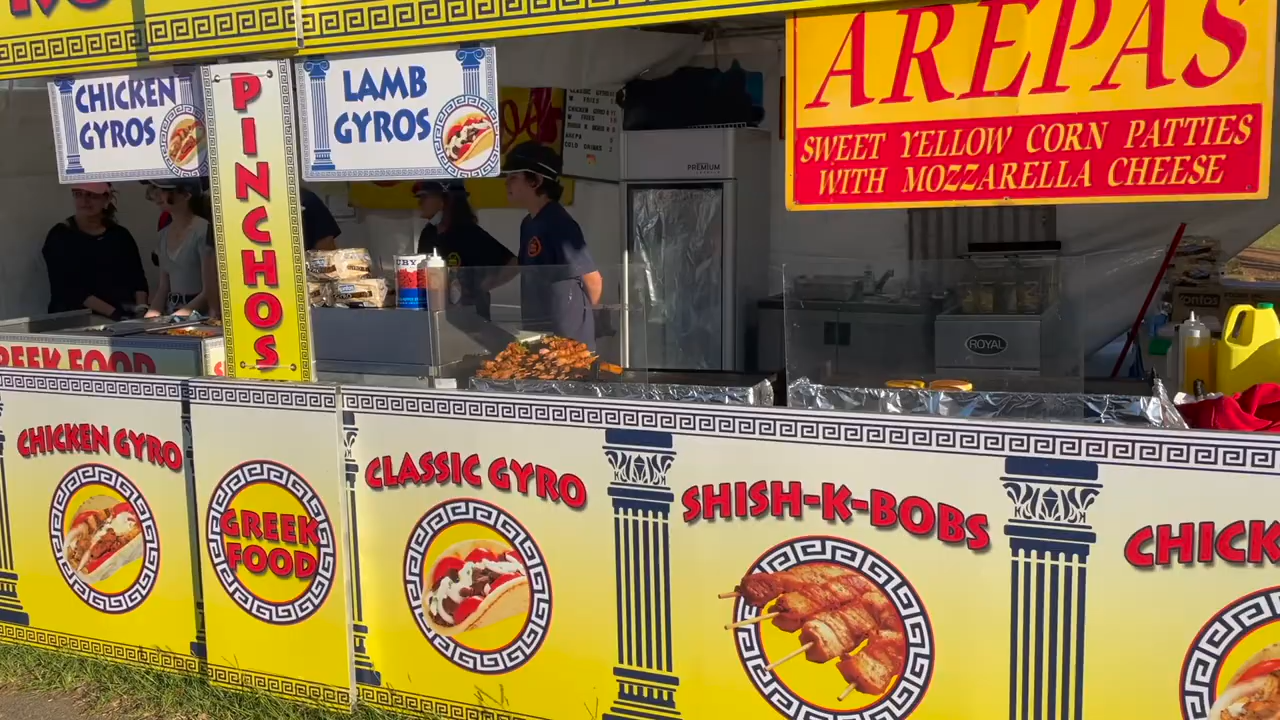 AREPAS
SWEET YELLOW CORN PATTIES
WITH MOZZARELLA CHEESE
CHICKEN
GYROS
PINCHOS
LAMB
GYROS
PREMIUM
ROYAL
GREEK FOOD
CHICKEN GYRO
GREEK
FOOD
CLASSIC GYRO
SHISH-K-BOBS
CHICK